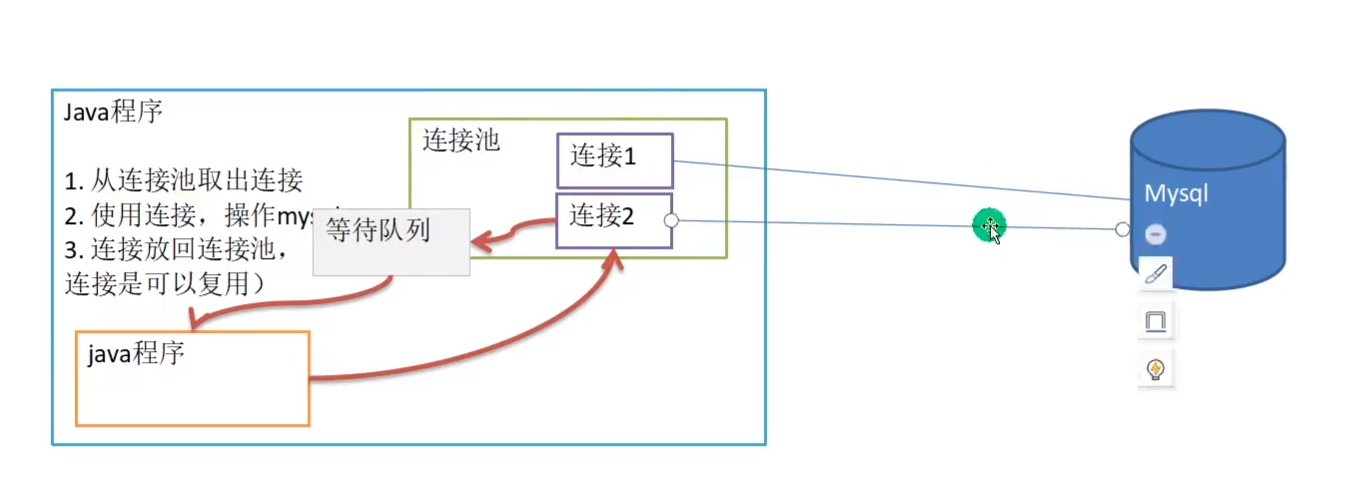 Java程序
连接池
连接1
1. 从连接池取出连接
2. 使用连接，操作mys
连接2
等待队列
3. 连接放回连接池，
连接是可以复用）
java程序
Mysql